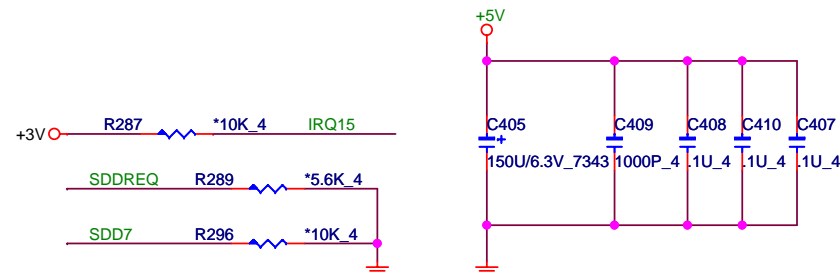 +5V
+3V
R287
*10K_4
IRQ15
SDDREQ
R289
*5.6K_4
SDD7
R296
*10K_4
C405
+
150U/6.3V_7343
C409
1000P_4
C408
.1U_4
C410
.1U_4
C407
.1U_4